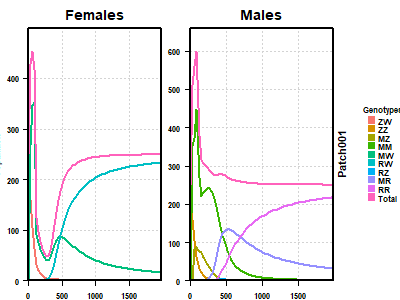 Females
Males
400
300
200
100
0
0
500
1000
1500
600
500
400
300
200
100
0
0
500
1000
1500
Patch001
Genotypes
ZW
ZZ
MZ
MM
MW
RW
RZ
MR
RR
Total